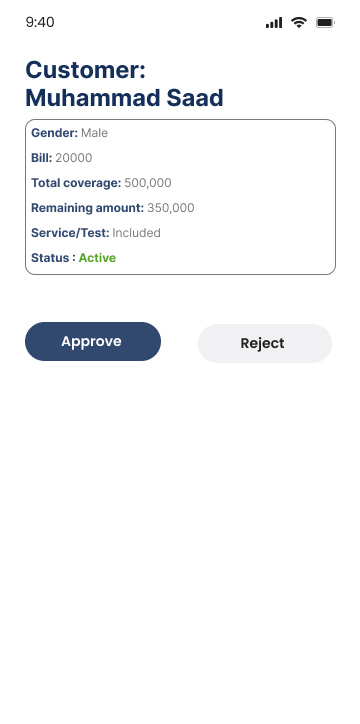 9:40
Customer:
Muhammad Saad
Gender: Male
Bill: 20000
Total coverage: 500,000
Remaining amount: 350,000
Service/Test: Included
Status : Active
Approve
Reject